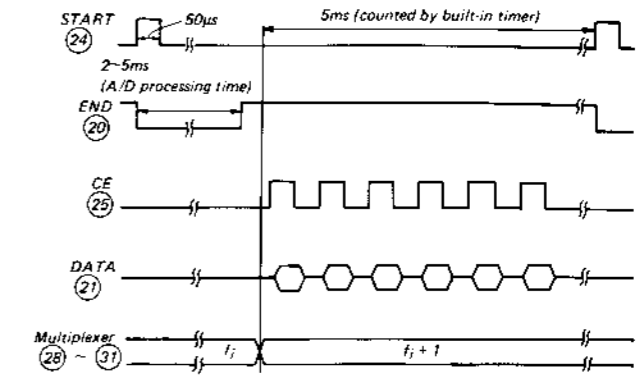 START
24
50µs
5ms (counted by built-in timer)
2~5ms
(A/D processing time)
END
20
CE
25
DATA
21
Multiplexer
28 ~ 31
fi
fi + 1